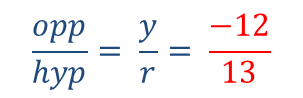 opp/hyp = y/r = -12/13